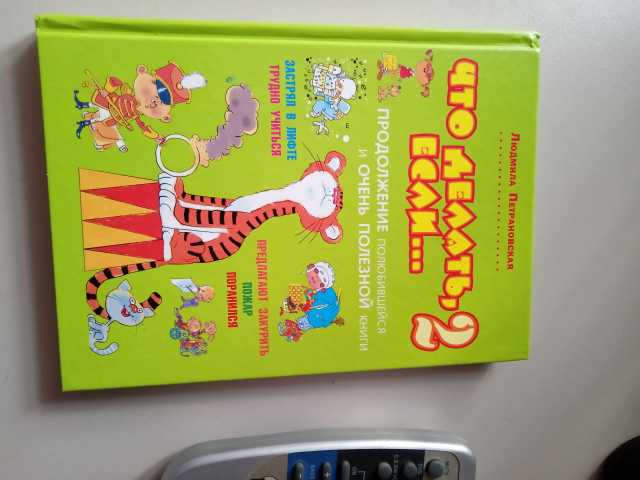 Людмила Петрановская
ЧТО ДЕЛАТЬ,
ЕСЛИ... 2
ПРОДОЛЖЕНИЕ ПОЛЮБИВШЕЙСЯ
И ОЧЕНЬ ПОЛЕЗНОЙ КНИГИ
ЗАСТРЯЛ В ЛИФТЕ
ТРУДНО УЧИТЬСЯ
ПРЕДЛАГАЮТ ЗАКУРИТЬ
ПОЖАР
ПОРАНИЛСЯ